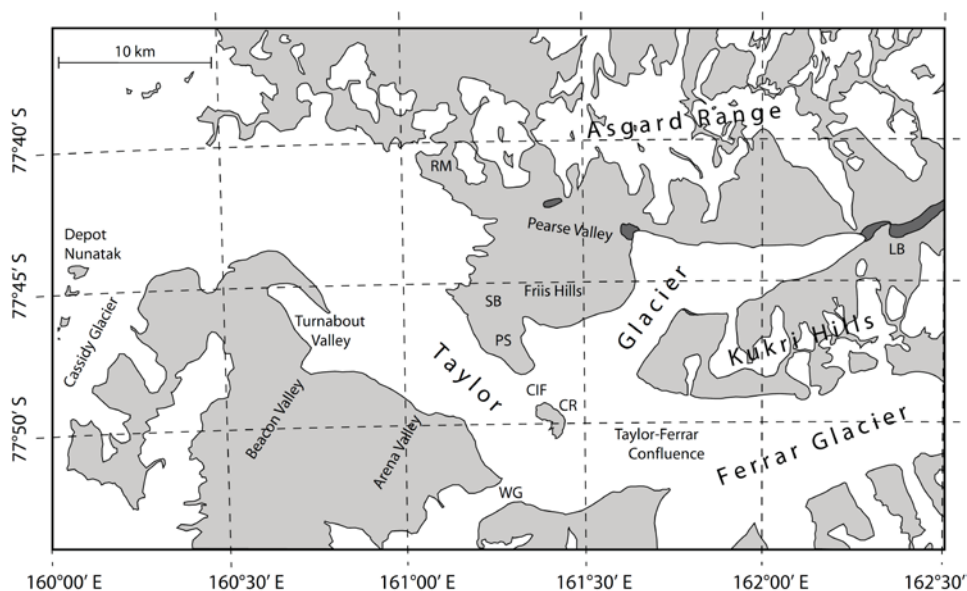 10 km
Asgard Range
77°40' S
RM
Pearse Valley
Depot
Nunatak
LB
77°45' S
SB
Friis Hills
Cassidy Glacier
Turnabout
Valley
Glacier
PS
Kukri Hills
Taylor
CIF
CR
Beacon Valley
Arena Valley
77°50' S
Taylor-Ferrar
Confluence
Ferrar Glacier
WG
160°00' E
160°30' E
161°00' E
161°30' E
162°00' E
162°30' E